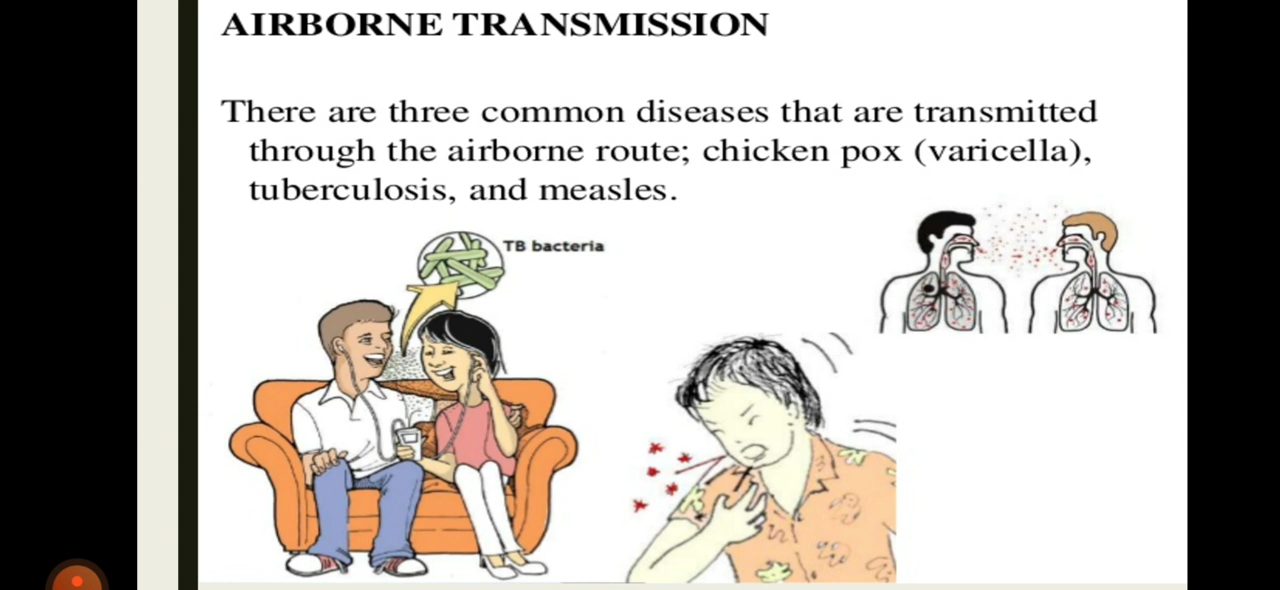 AIRBORNE TRANSMISSION
There are three common diseases that are transmitted
through the airborne route; chicken pox (varicella),
tuberculosis, and measles.
TB bacteria